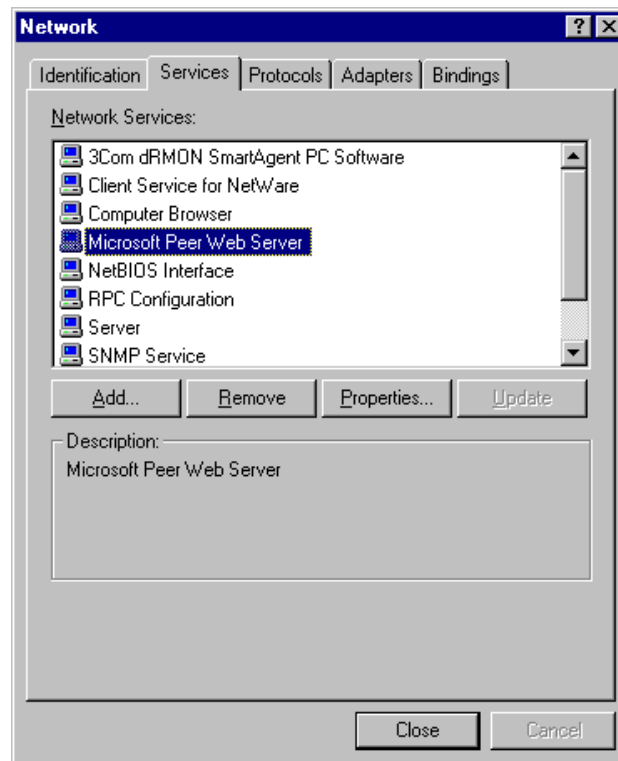 Network
Identification Services Protocols Adapters Bindings
Network Services:
3Com dRMON SmartAgent PC Software
Client Service for NetWare
Computer Browser
Microsoft Peer Web Server
NetBIOS Interface
RPC Configuration
Server
SNMP Service
Add... Remove Properties... Update
Description:
Microsoft Peer Web Server
Close Cancel